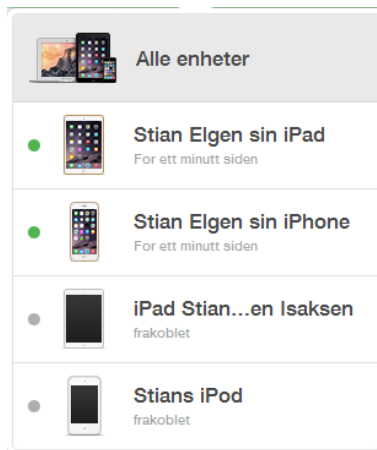 Alle enheter
Stian Elgen sin iPad
For ett minutt siden
Stian Elgen sin iPhone
For ett minutt siden
iPad Stian...en Isaksen
frakoblet
Stians iPod
frakoblet